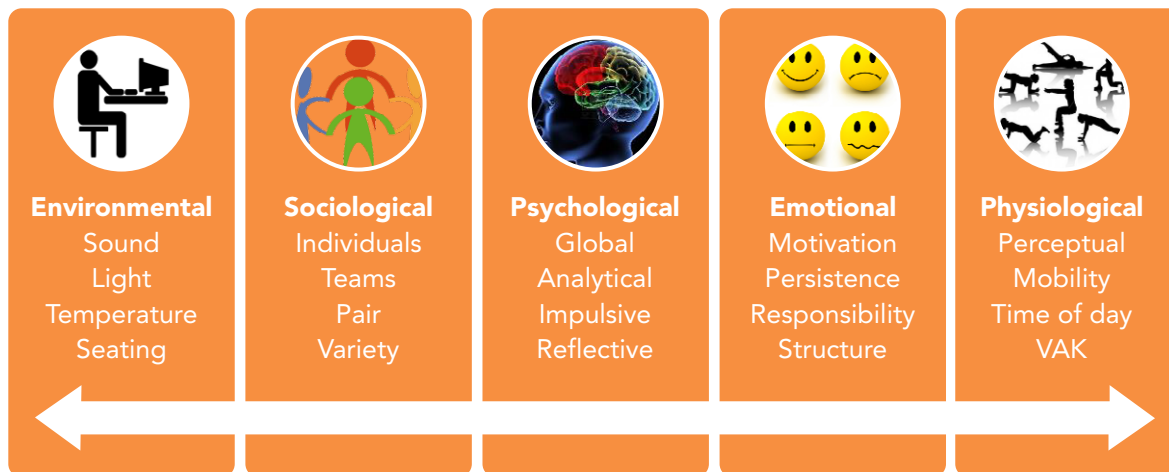 Environmental
Sound
Light
Temperature
Seating
Sociological
Individuals
Teams
Pair
Variety
Psychological
Global
Analytical
Impulsive
Reflective
Emotional
Motivation
Persistence
Responsibility
Structure
Physiological
Perceptual
Mobility
Time of day
VAK